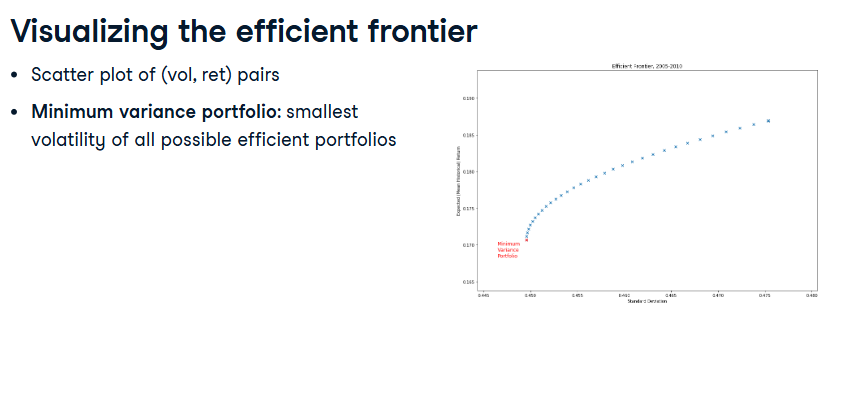 Visualizing the efficient frontier
Scatter plot of (vol, ret) pairs
Minimum variance portfolio: smallest
volatility of all possible efficient portfolios
Efficient Frontier, 2005-2010
Expected (Mean Historical) Return
0.190
0.185
0.180
0.175
0.170
0.165
Minimum
Variance
Portfolio
0.445 0.450 0.455 0.460 0.465 0.470 0.475 0.480
Standard Deviation